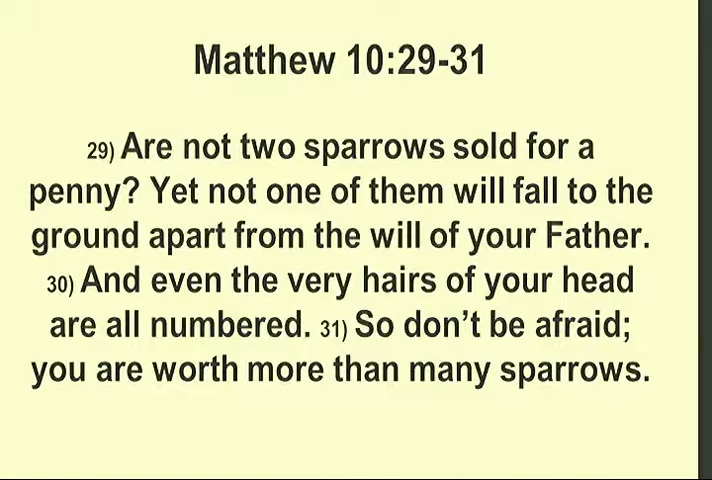 Matthew 10:29-31
29) Are not two sparrows sold for a
penny? Yet not one of them will fall to the
ground apart from the will of your Father.
30) And even the very hairs of your head
are all numbered. 31) So don’t be afraid;
you are worth more than many sparrows.